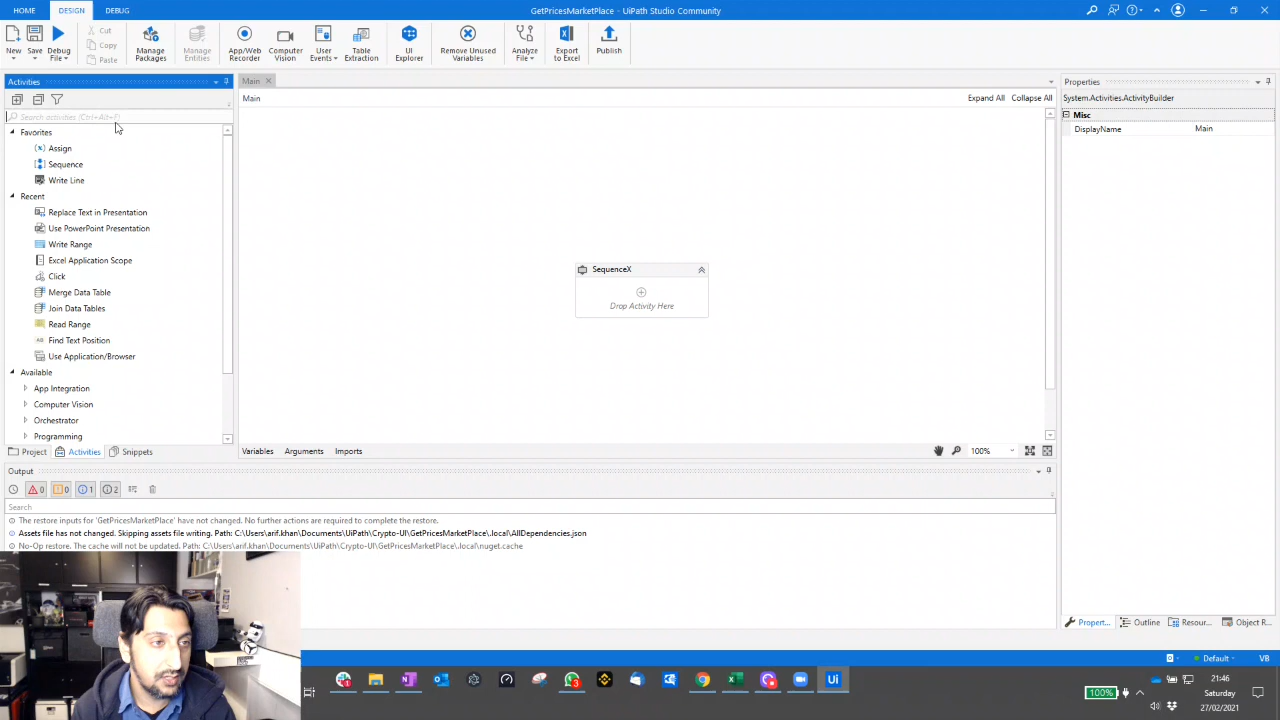 HOME
DESIGN
DEBUG
GetPricesMarketPlace - UiPath Studio Community
New
Save
Debug File
Cut
Copy
Paste
Manage Packages
Manage Entities
App/Web Recorder
Computer Vision
User Events
Table Extraction
UI Explorer
Remove Unused Variables
Analyze File
Export to Excel
Publish
Activities
Search activities (Ctrl+Alt+F)
Favorites
Assign
Sequence
Write Line
Recent
Replace Text in Presentation
Use PowerPoint Presentation
Write Range
Excel Application Scope
Click
Merge Data Table
Join Data Tables
Read Range
Find Text Position
Use Application/Browser
Available
App Integration
Computer Vision
Orchestrator
Programming
Project
Activities
Snippets
Main
Main
Expand All
Collapse All
SequenceX
Drop Activity Here
Variables
Arguments
Imports
100%
Properties
System.Activities.ActivityBuilder
Misc
DisplayName Main
Output
0
0
1
2
Search
The restore inputs for 'GetPricesMarketPlace' have not changed. No further actions are required to complete the restore.
Assets file has not changed. Skipping assets file writing. Path: C:\Users\arif.khan\Documents\UiPath\Crypto-UI\GetPricesMarketPlace\.local\AllDependencies.json
No-Op restore. The cache will not be updated. Path: C:\Users\arif.khan\Documents\UiPath\Crypto-UI\GetPricesMarketPlace\.local\nuget.cache
Propert...
Outline
Resour...
Object R...
Default
VB
Ui
100%
21:46
Saturday
27/02/2021